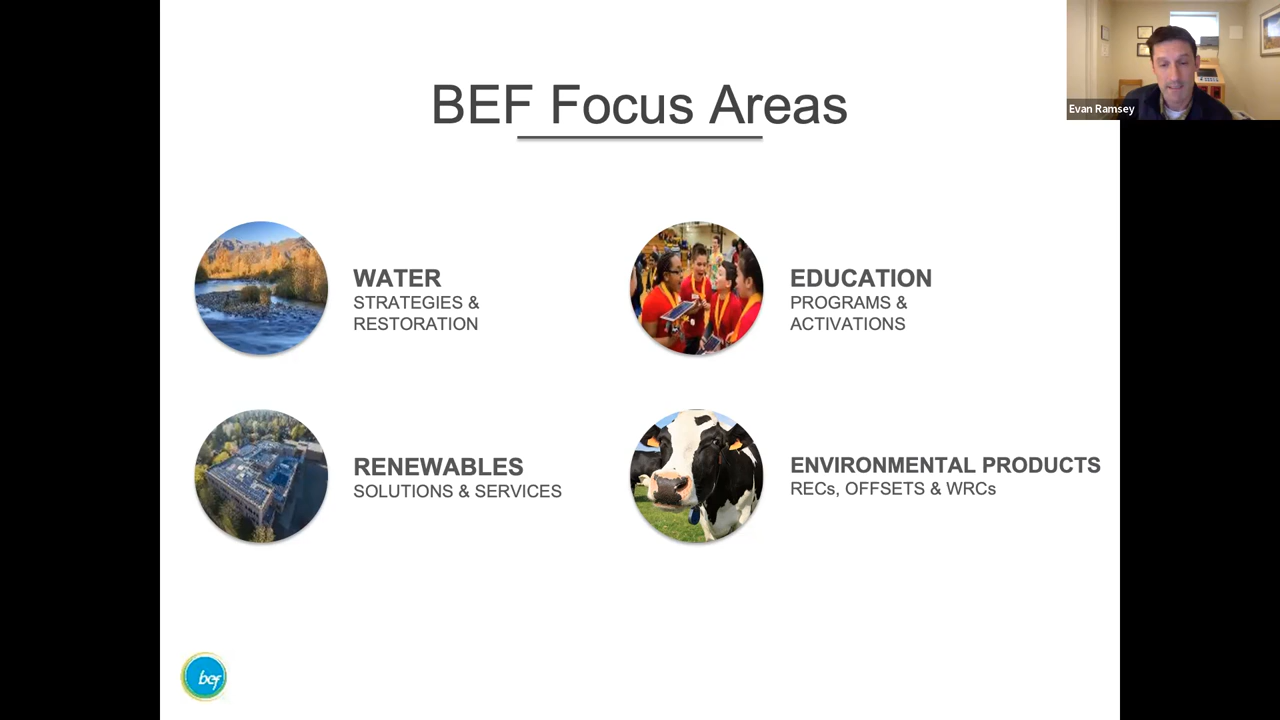 BEF Focus Areas
Evan Ramsey
WATER
STRATEGIES &
RESTORATION
EDUCATION
PROGRAMS &
ACTIVATIONS
RENEWABLES
SOLUTIONS & SERVICES
ENVIRONMENTAL PRODUCTS
RECs, OFFSETS & WRCs
bef